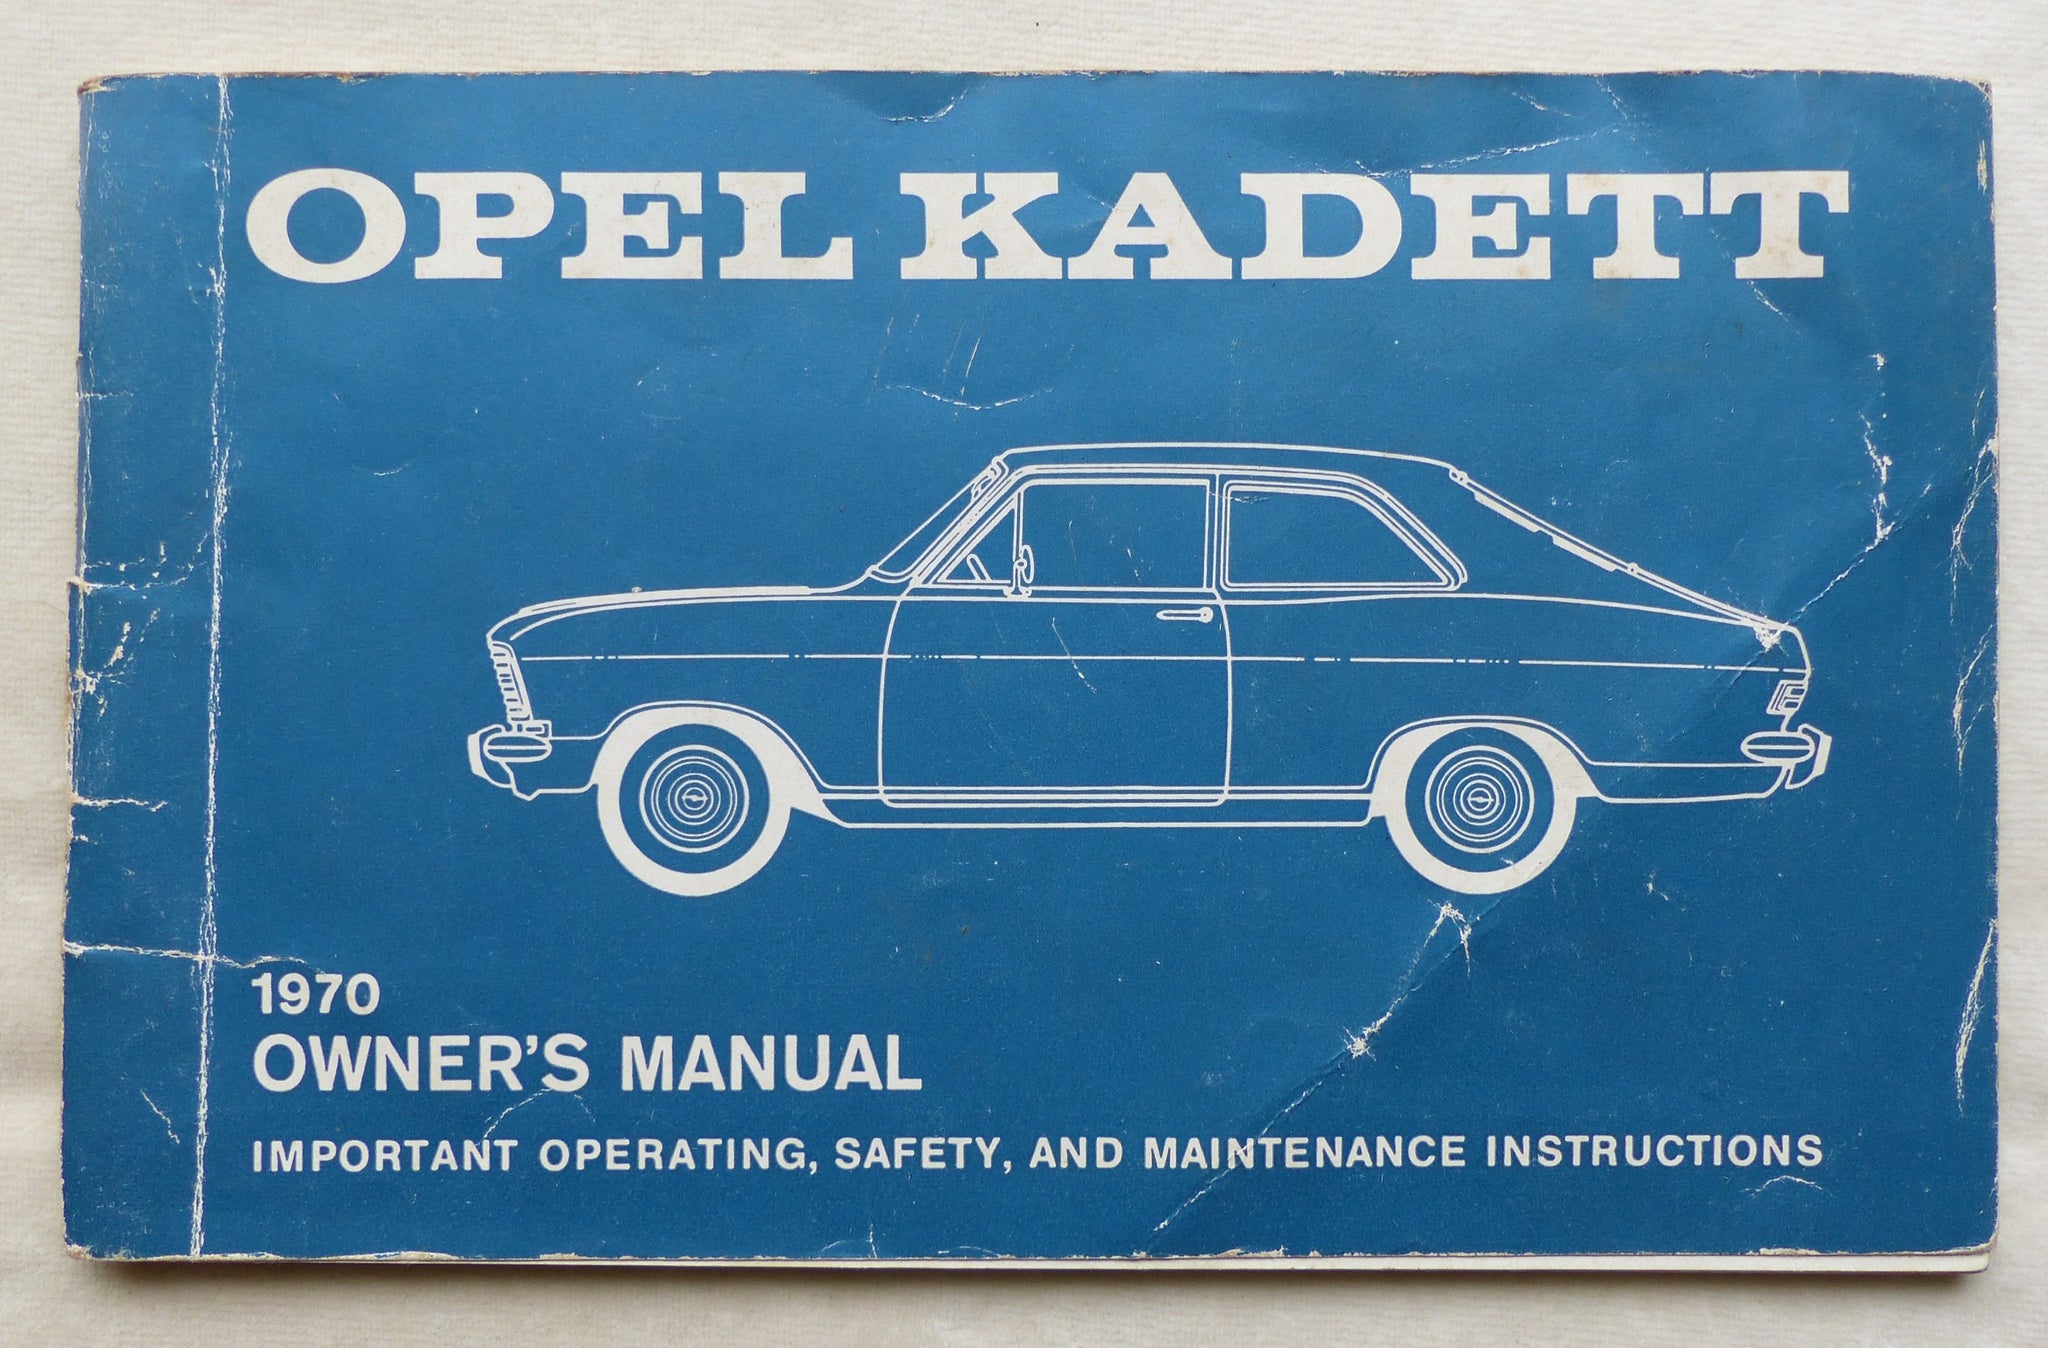 OPEL KADETT
1970
OWNER'S MANUAL
IMPORTANT OPERATING, SAFETY, AND MAINTENANCE INSTRUCTIONS